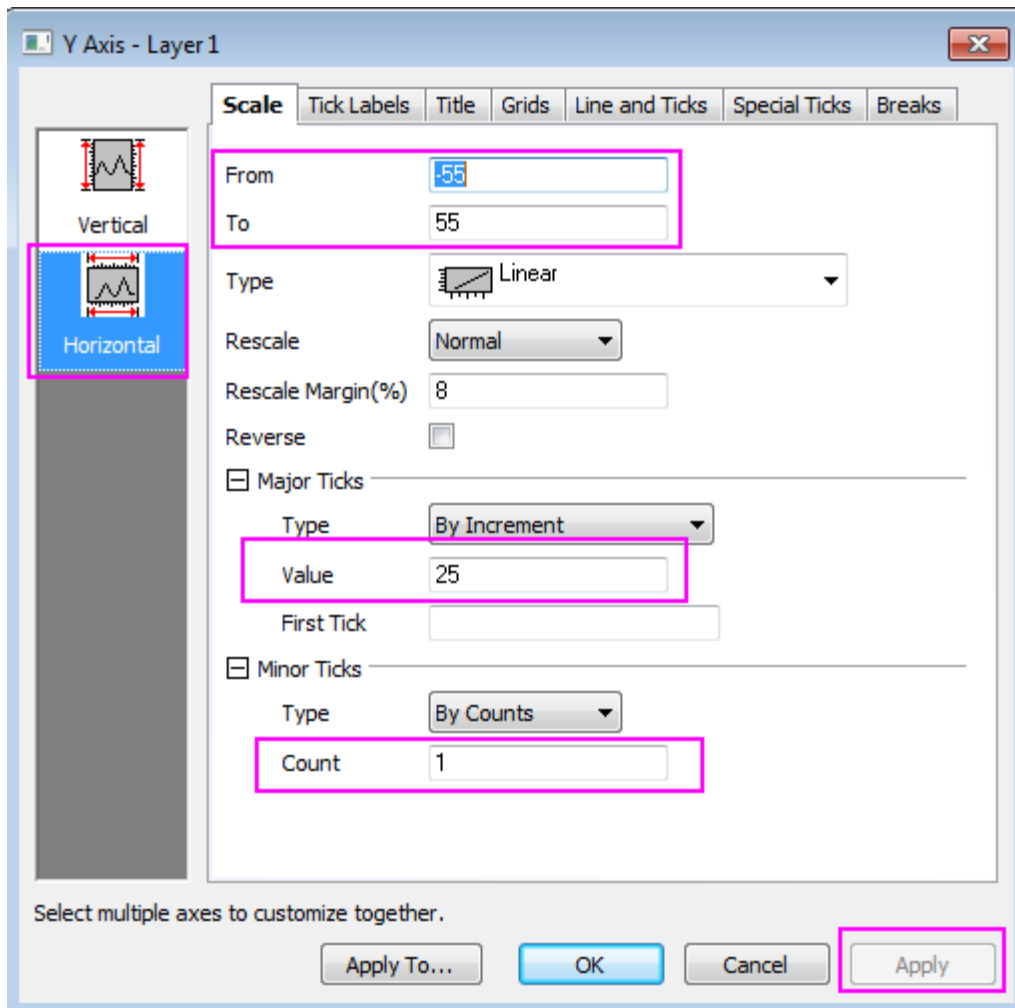 Y Axis - Layer 1
Scale Tick Labels Title Grids Line and Ticks Special Ticks Breaks
Vertical
Horizontal
From -55
To 55
Type Linear
Rescale Normal
Rescale Margin(%) 8
Reverse
Major Ticks
Type By Increment
Value 25
First Tick
Minor Ticks
Type By Counts
Count 1
Select multiple axes to customize together.
Apply To... OK Cancel Apply